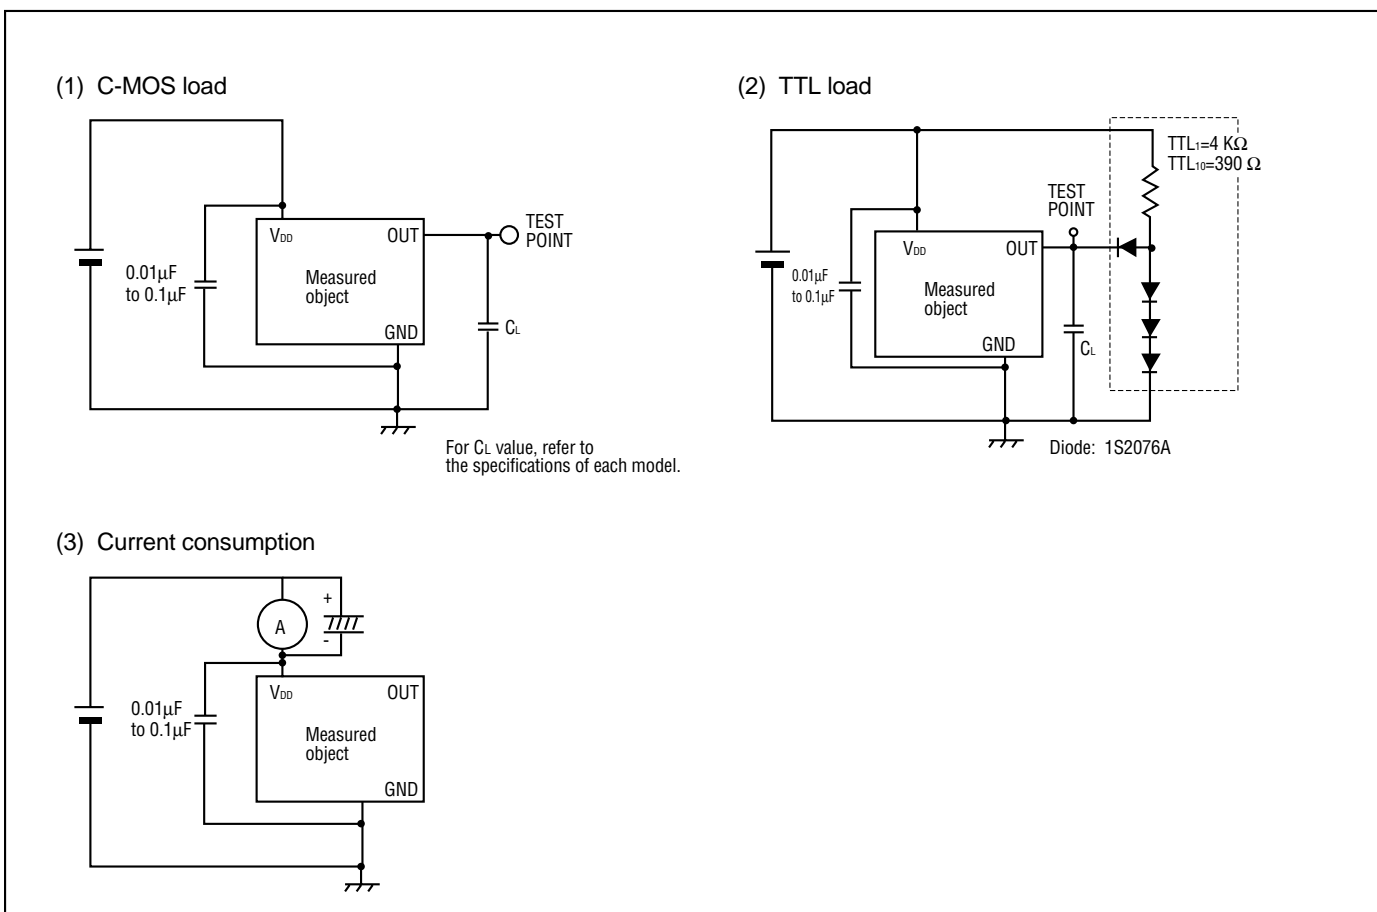 (1) C-MOS load
VDD
OUT
TEST
POINT
0.01μF
to 0.1μF
Measured
object
GND
CL
For CL value, refer to
the specifications of each model.
(2) TTL load
TTL1=4 KΩ
TTL10=390 Ω
TEST
POINT
VDD
OUT
0.01μF
to 0.1μF
Measured
object
GND
CL
Diode: 1S2076A
(3) Current consumption
+
A
-
VDD
OUT
0.01μF
to 0.1μF
Measured
object
GND